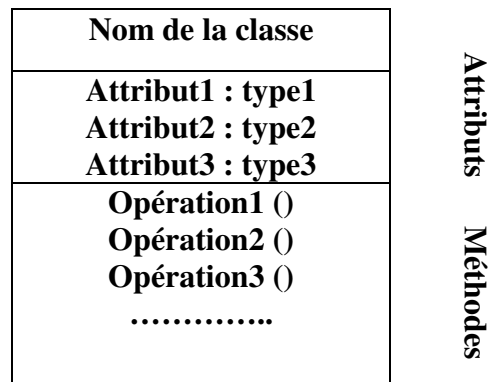 Nom de la classe
Attribut1 : type1
Attribut2 : type2
Attribut3 : type3
Opération1 ()
Opération2 ()
Opération3 ()
…………..
Attributs
Méthodes